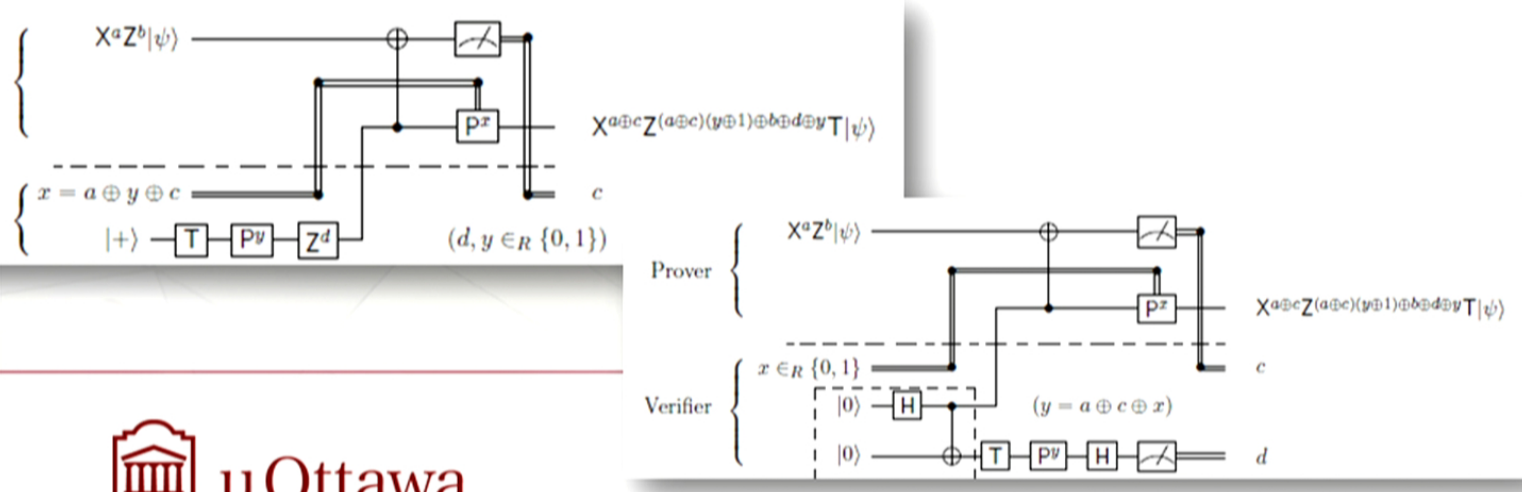 XᵃZᵇ|ψ⟩
Pˣ
Xᵃ⊕ᶜZ⁽ᵃ⊕ᶜ⁾⁽ʸ⊕¹⁾⊕ᵇ⊕ᵈ⊕ʸT|ψ⟩
x = a ⊕ y ⊕ c
c
|+⟩ T Pʸ Zᵈ (d, y ∈R {0, 1})
XᵃZᵇ|ψ⟩
Prover
Pˣ Xᵃ⊕ᶜZ⁽ᵃ⊕ᶜ⁾⁽ʸ⊕¹⁾⊕ᵇ⊕ᵈ⊕ʸT|ψ⟩
x ∈R {0, 1} c
Verifier |0⟩ H (y = a ⊕ c ⊕ x)
|0⟩ T Pʸ H d
uOttawa